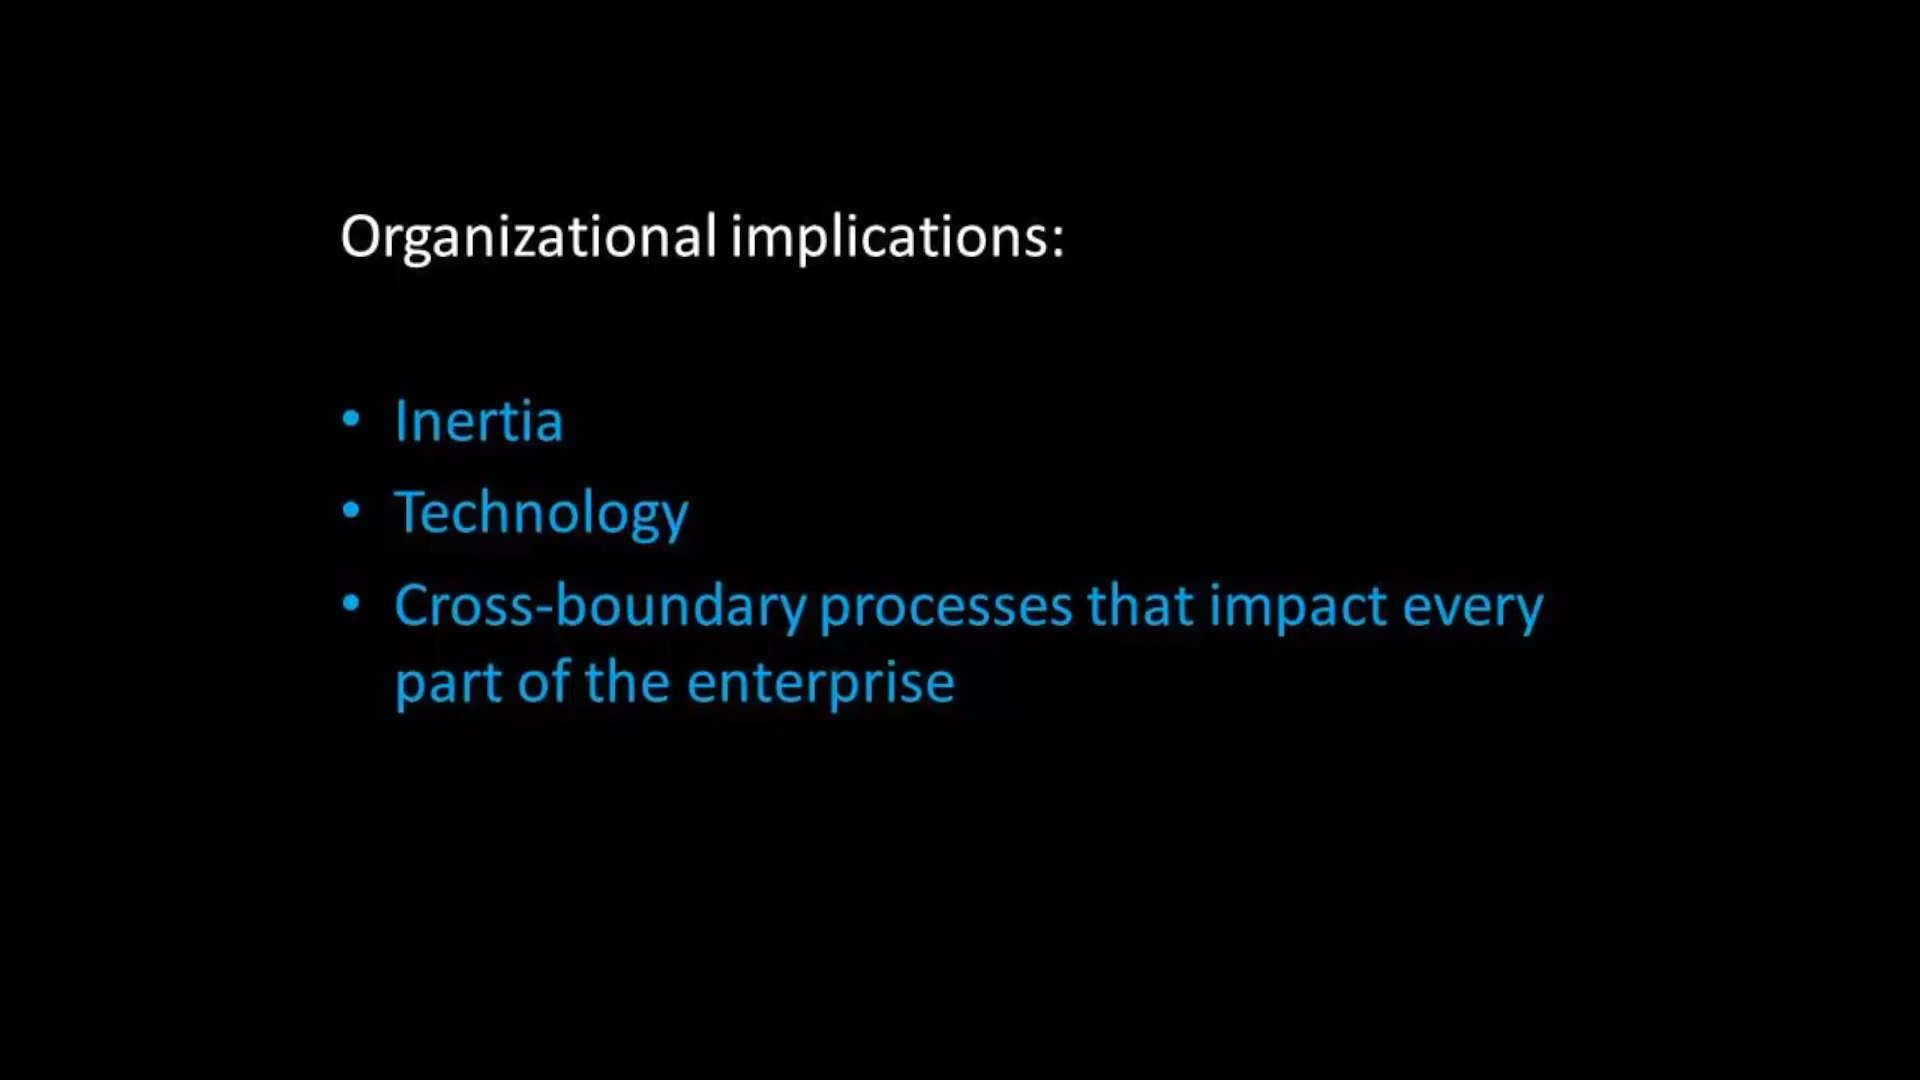 Organizational implications:
• Inertia
• Technology
• Cross-boundary processes that impact every
part of the enterprise